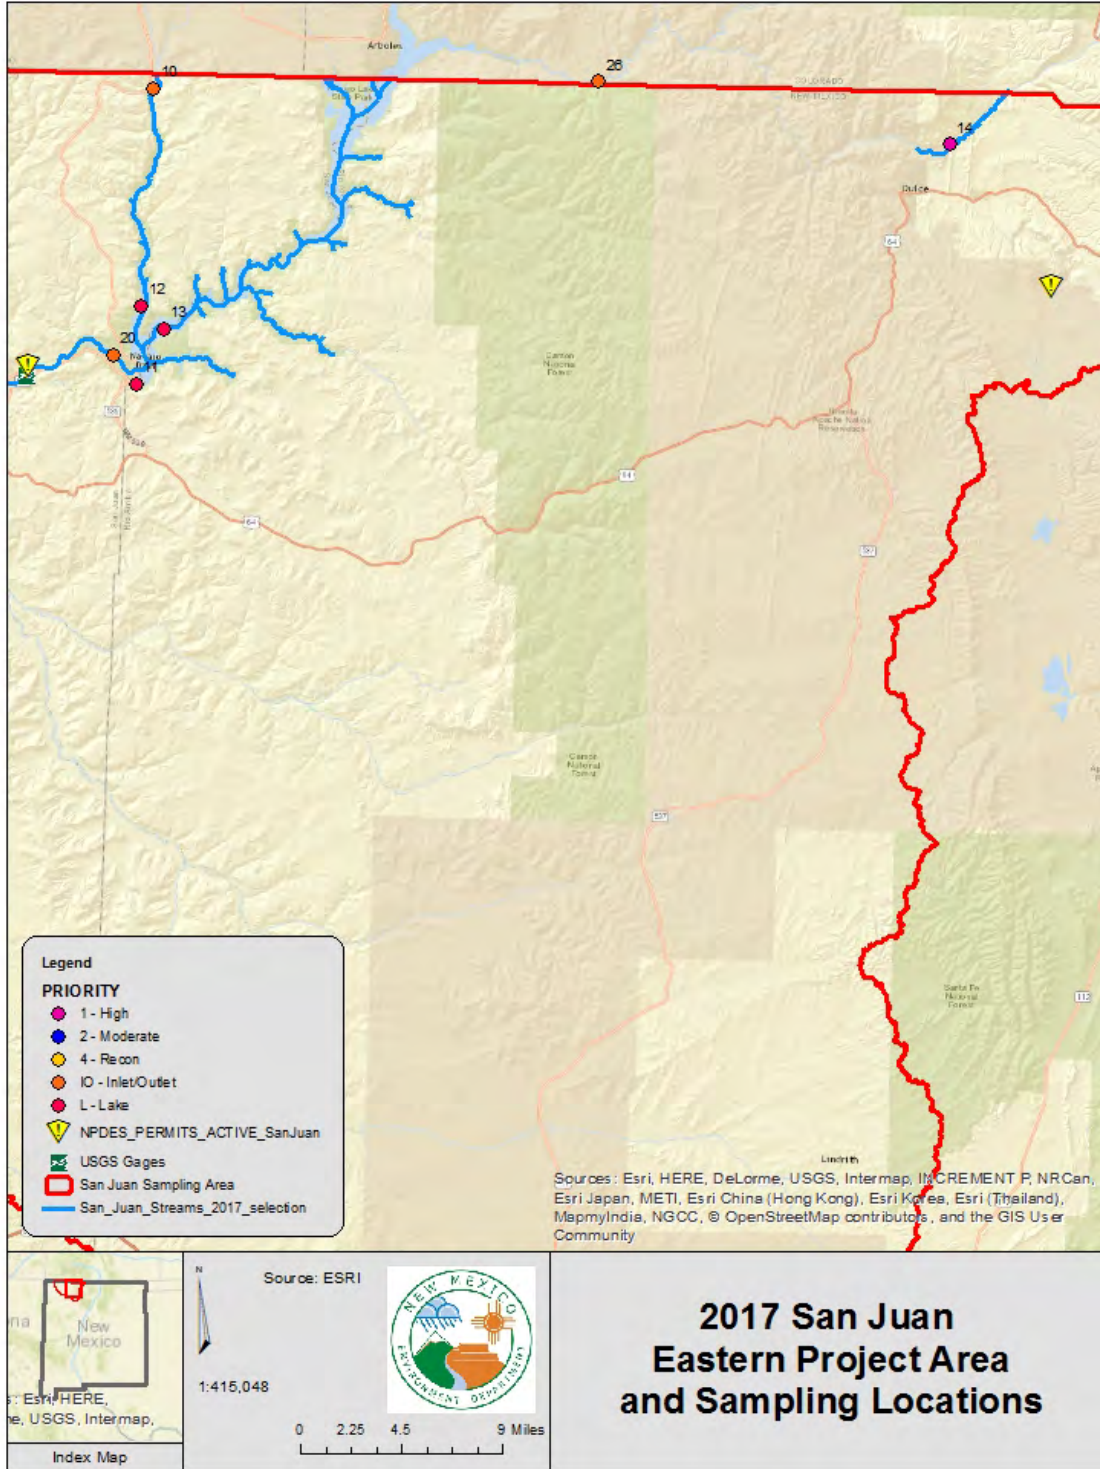 Arboles
10
26
COLORADO
NEW MEXICO
14
Dulce
64
12
13
20
Navajo
11
Carson
National
Forest
Apache
Reservation
64
537
Carson
National
Forest
537
Santa Fe
National
Forest
112
Lindrith
Legend
PRIORITY
1 - High
2 - Moderate
4 - Recon
IO - Inlet/Outlet
L - Lake
NPDES_PERMITS_ACTIVE_SanJuan
USGS Gages
San Juan Sampling Area
San_Juan_Streams_2017_selection
Sources: Esri, HERE, DeLorme, USGS, Intermap, INCREMENT P, NRCan,
Esri Japan, METI, Esri China (Hong Kong), Esri Korea, Esri (Thailand),
MapmyIndia, NGCC, © OpenStreetMap contributors, and the GIS User
Community
New
Mexico
Esri, HERE,
USGS, Intermap,
Index Map
N
Source: ESRI
1:415,048
NEW MEXICO
ENVIRONMENT DEPARTMENT
0 2.25 4.5 9 Miles
2017 San Juan
Eastern Project Area
and Sampling Locations